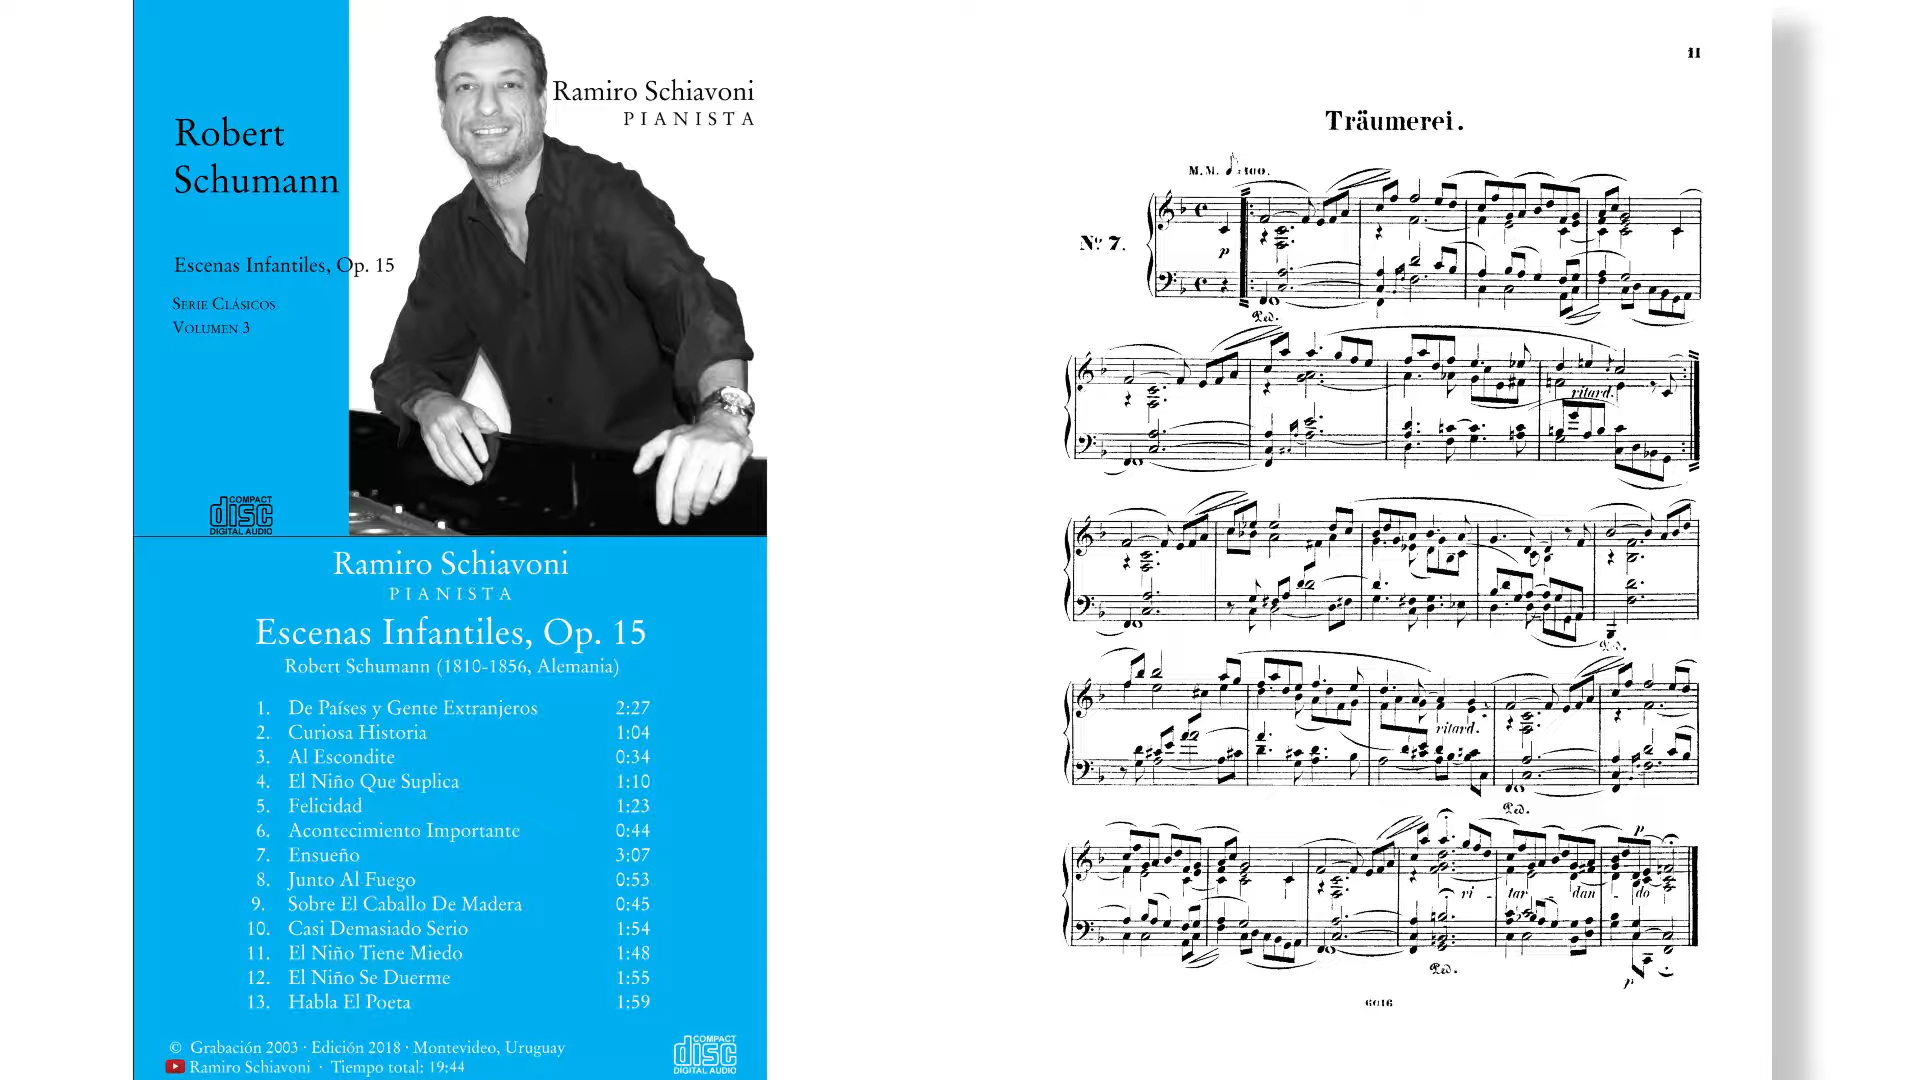 Robert
Schumann
Escenas Infantiles, Op. 15
Serie Clásicos
Volumen 3
Ramiro Schiavoni
PIANISTA
COMPACT
disc
DIGITAL AUDIO
Ramiro Schiavoni
PIANISTA
Escenas Infantiles, Op. 15
Robert Schumann (1810-1856, Alemania)
1. De Países y Gente Extranjeros 2:27
2. Curiosa Historia 1:04
3. Al Escondite 0:34
4. El Niño Que Suplica 1:10
5. Felicidad 1:23
6. Acontecimiento Importante 0:44
7. Ensueño 3:07
8. Junto Al Fuego 0:53
9. Sobre El Caballo De Madera 0:45
10. Casi Demasiado Serio 1:54
11. El Niño Tiene Miedo 1:48
12. El Niño Se Duerme 1:55
13. Habla El Poeta 1:59
© Grabación 2003 · Edición 2018 · Montevideo, Uruguay
Ramiro Schiavoni · Tiempo total: 19:44
COMPACT
disc
DIGITAL AUDIO
11
Träumerei.
M.M. ♪=100.
Nº 7.
p
Ped.
ritard.
Ped.
ritard.
Ped.
p
ri - tar - dan - do
Ped.
p
6016